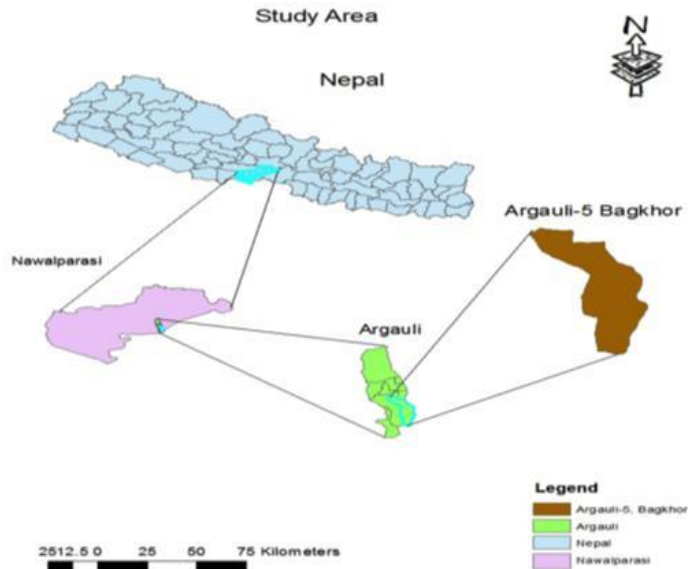 Study Area
N
Nepal
Argauli-5 Bagkhor
Nawalparasi
Argauli
Legend
Argauli-5, Bagkhor
Argauli
Nepal
Nawalparasi
2512.5 0 25 50 75 Kilometers